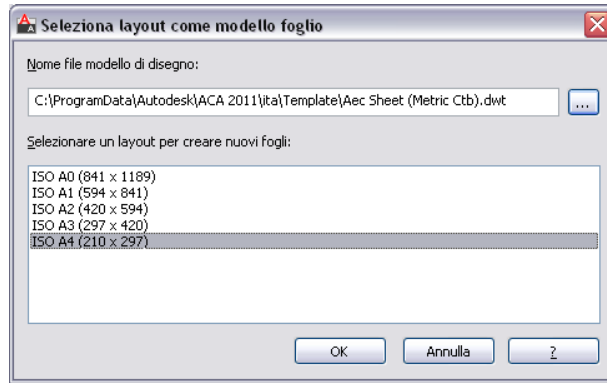 Seleziona layout come modello foglio
Nome file modello di disegno:
C:\ProgramData\Autodesk\ACA 2011\ita\Template\Aec Sheet (Metric Ctb).dwt
...
Selezionare un layout per creare nuovi fogli:
ISO A0 (841 x 1189)
ISO A1 (594 x 841)
ISO A2 (420 x 594)
ISO A3 (297 x 420)
ISO A4 (210 x 297)
OK Annulla ?